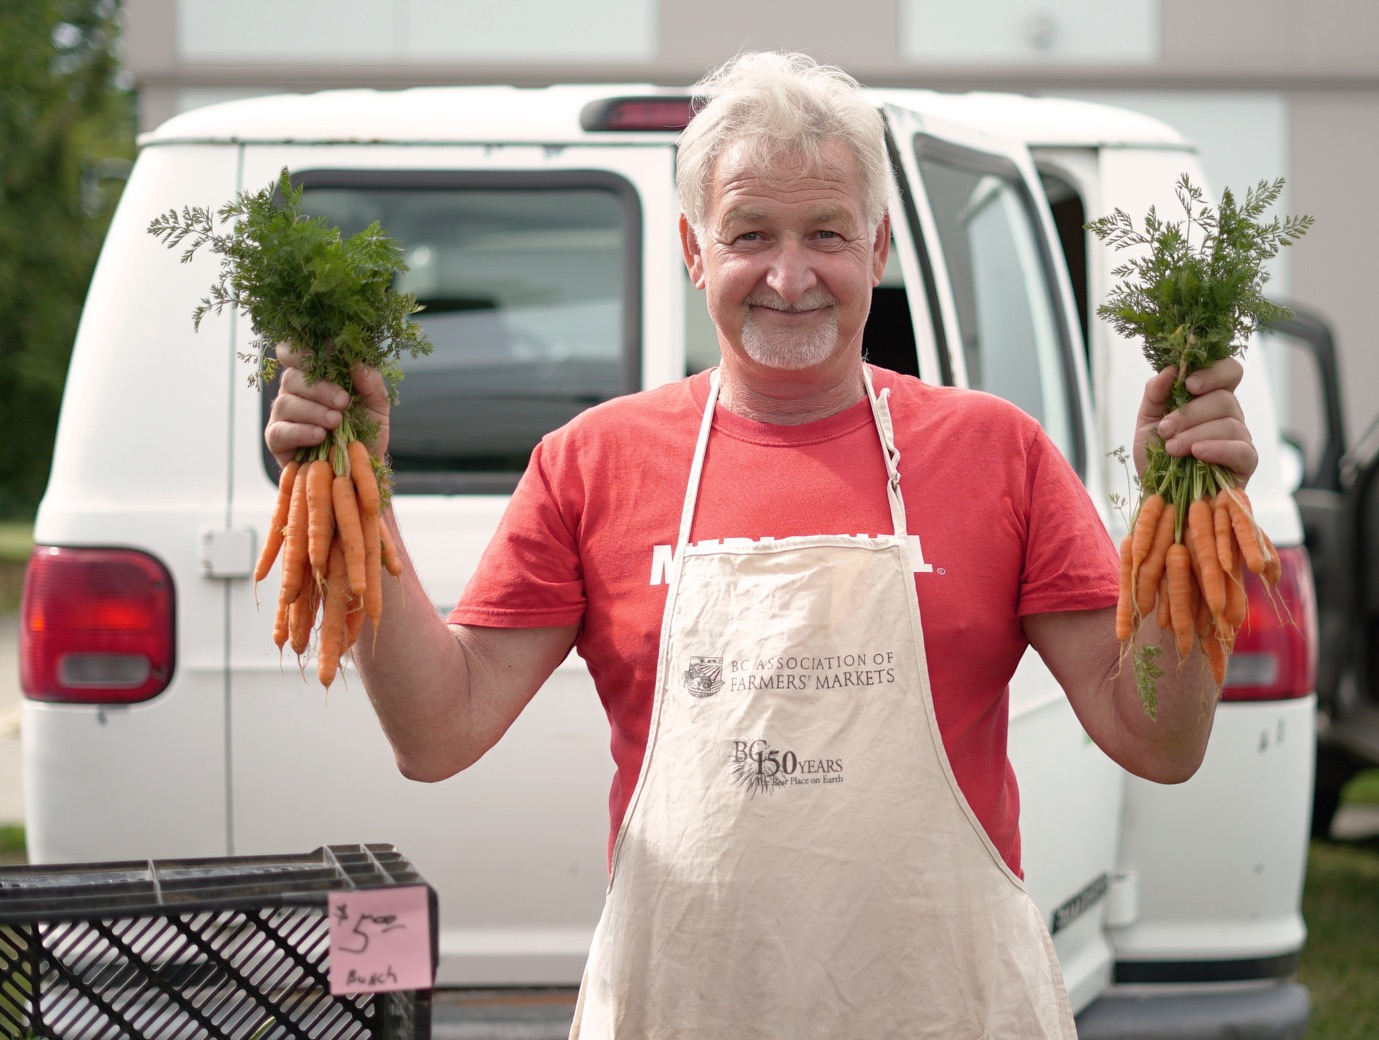 BC ASSOCIATION OF
FARMERS' MARKETS
BC
150 YEARS
The Best Place on Earth
$5.00
Bunch